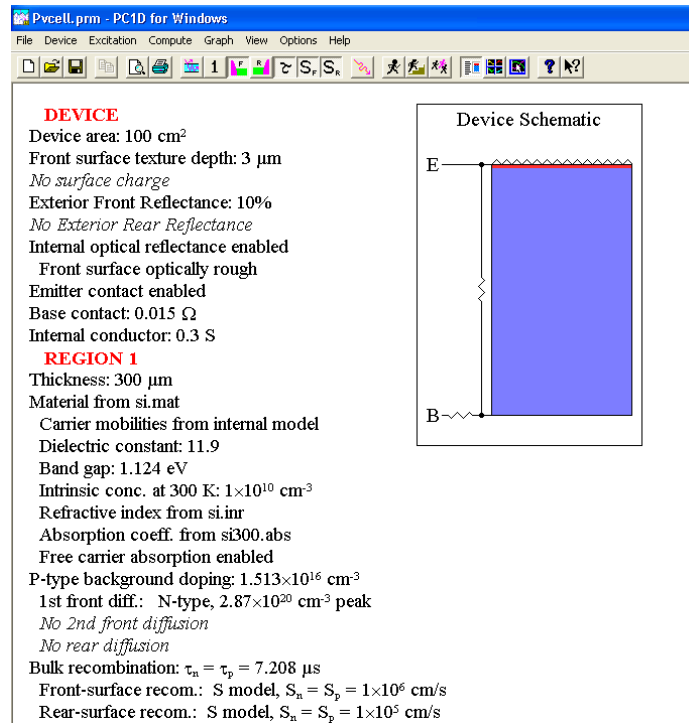 Pvcell.prm - PC1D for Windows
File Device Excitation Compute Graph View Options Help
1 F R τ S_F S_R
DEVICE
Device area: 100 cm²
Front surface texture depth: 3 µm
No surface charge
Exterior Front Reflectance: 10%
No Exterior Rear Reflectance
Internal optical reflectance enabled
Front surface optically rough
Emitter contact enabled
Base contact: 0.015 Ω
Internal conductor: 0.3 S
REGION 1
Thickness: 300 µm
Material from si.mat
Carrier mobilities from internal model
Dielectric constant: 11.9
Band gap: 1.124 eV
Intrinsic conc. at 300 K: 1×10¹⁰ cm⁻³
Refractive index from si.inr
Absorption coeff. from si300.abs
Free carrier absorption enabled
P-type background doping: 1.513×10¹⁶ cm⁻³
1st front diff.: N-type, 2.87×10²⁰ cm⁻³ peak
No 2nd front diffusion
No rear diffusion
Bulk recombination: τₙ = τₚ = 7.208 µs
Front-surface recom.: S model, Sₙ = Sₚ = 1×10⁶ cm/s
Rear-surface recom.: S model, Sₙ = Sₚ = 1×10⁵ cm/s
Device Schematic
E
B